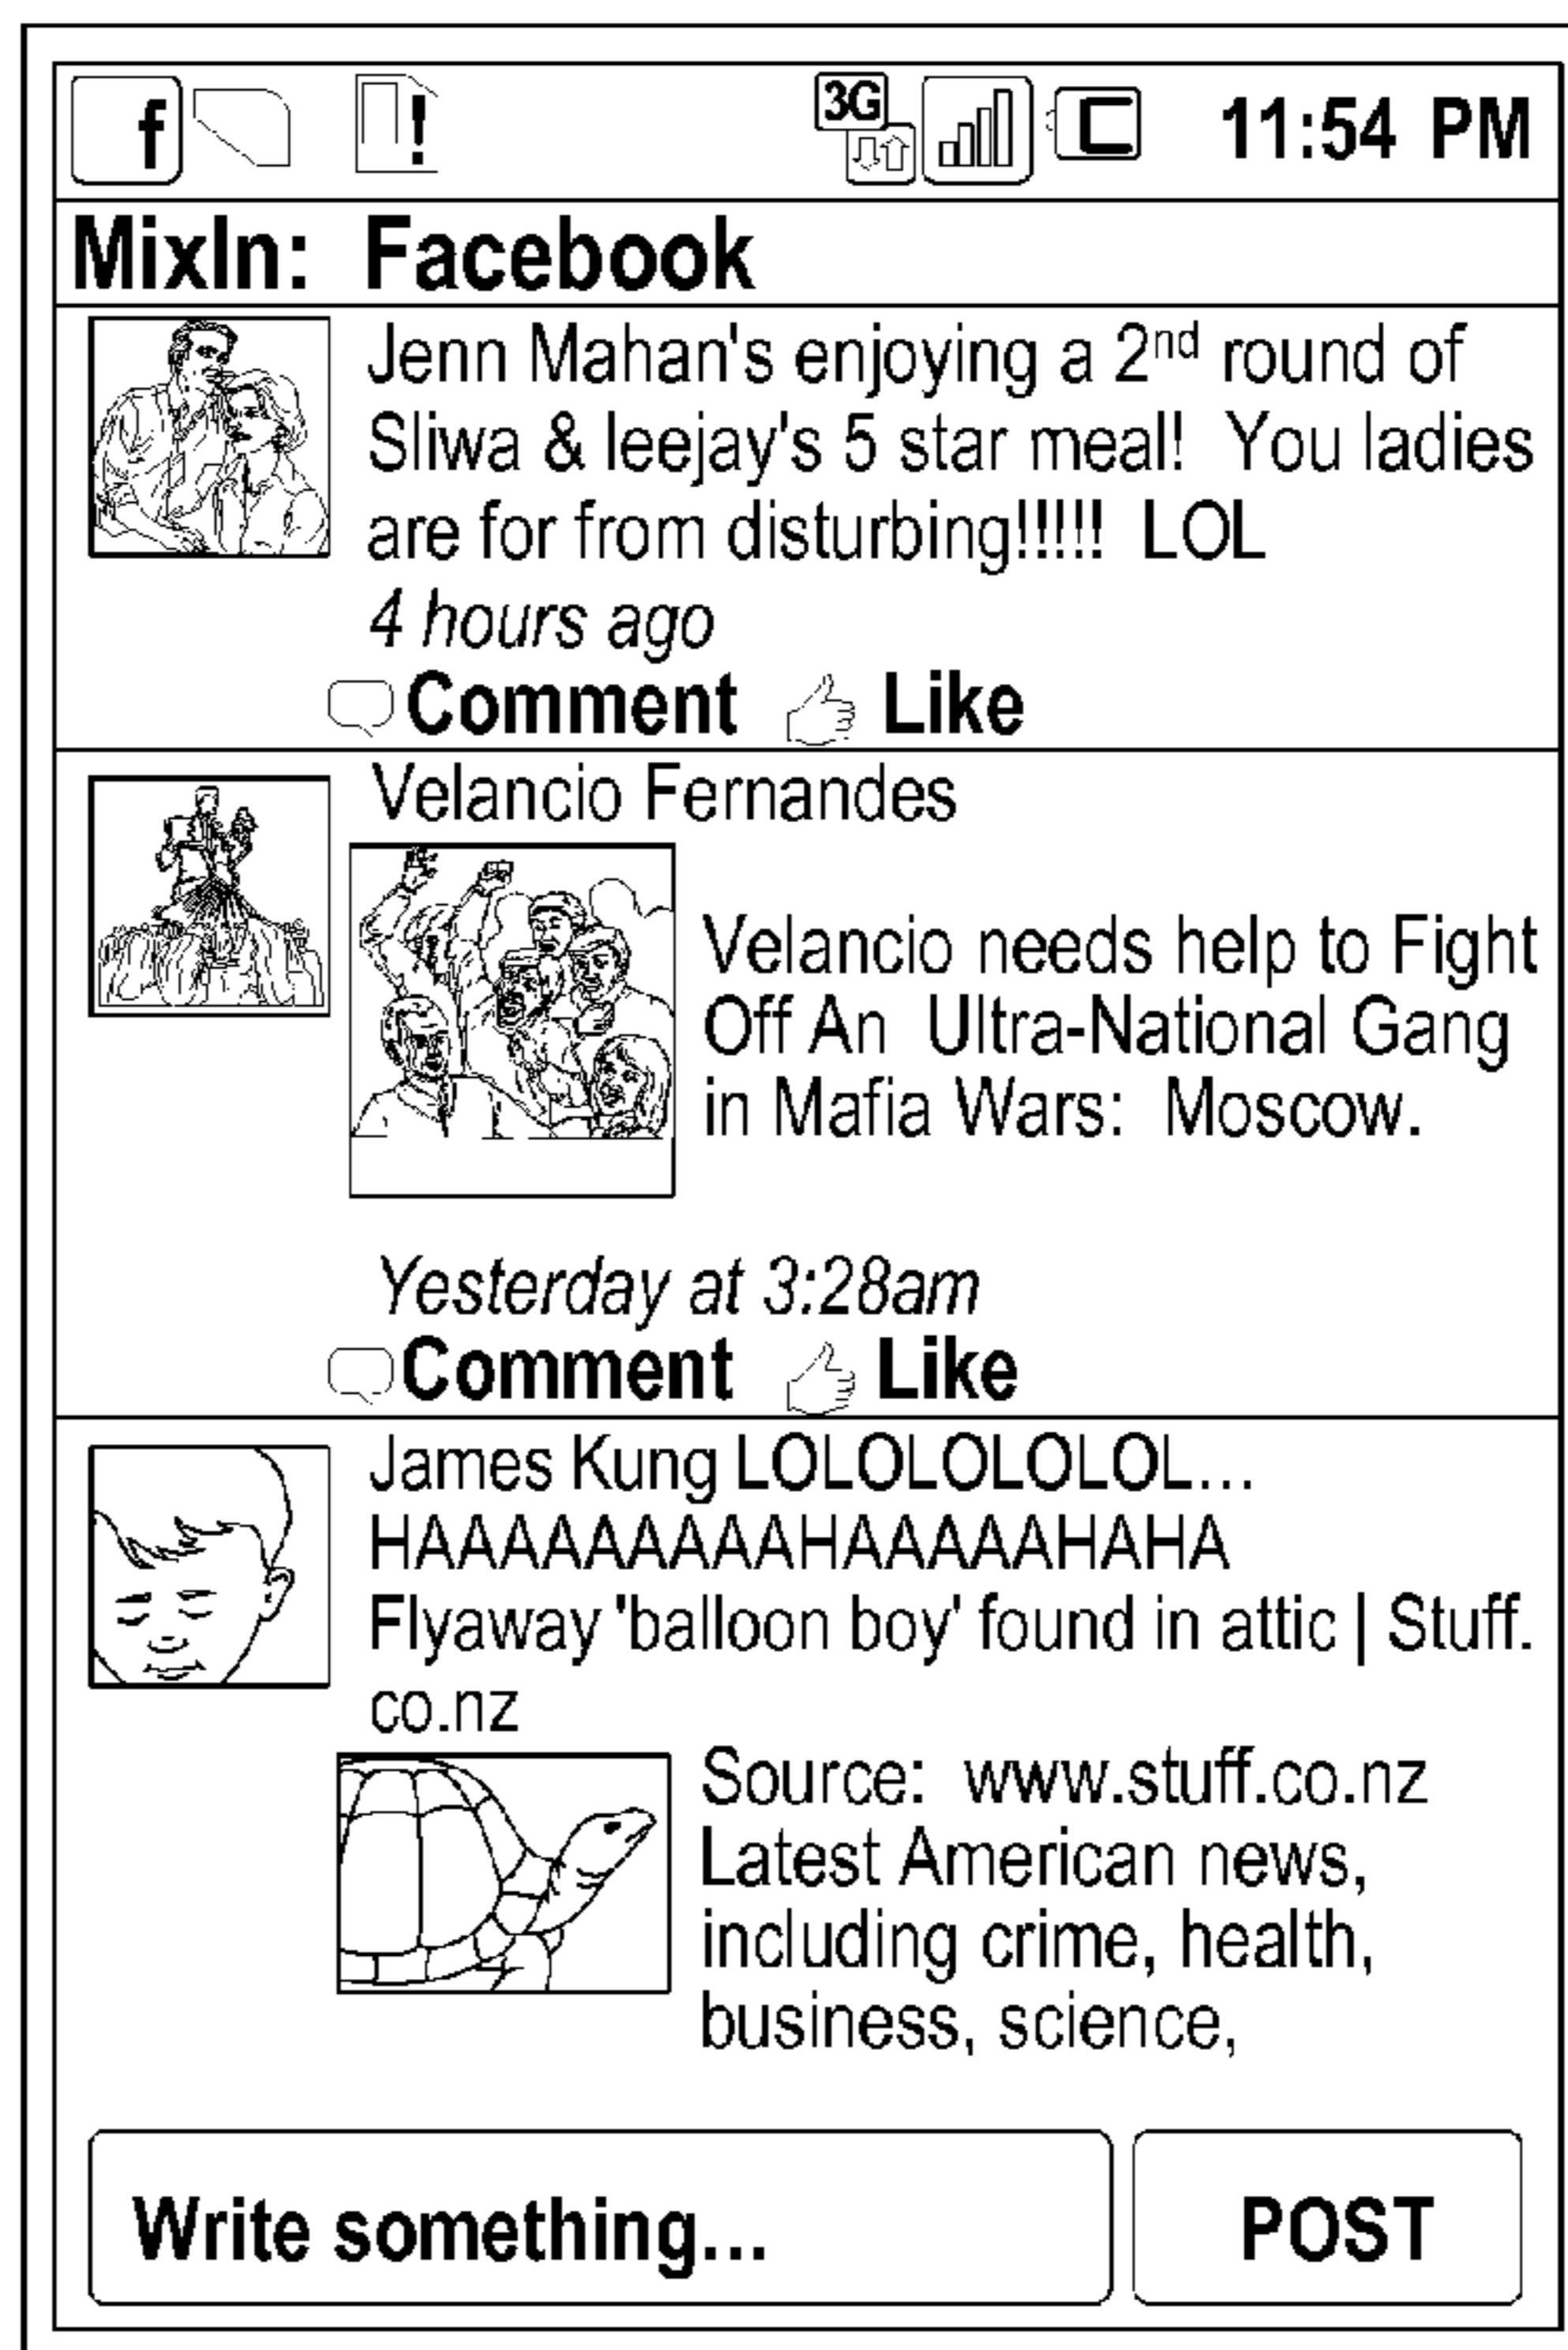 f ! 3G 11:54 PM
MixIn: Facebook
Jenn Mahan's enjoying a 2nd round of
Sliwa & leejay's 5 star meal! You ladies
are for from disturbing!!!!! LOL
4 hours ago
Comment Like
Velancio Fernandes
Velancio needs help to Fight
Off An Ultra-National Gang
in Mafia Wars: Moscow.
Yesterday at 3:28am
Comment Like
James Kung LOLOLOLOLOL...
HAAAAAAAAAHAAAAAHAHA
Flyaway 'balloon boy' found in attic | Stuff.
co.nz
Source: www.stuff.co.nz
Latest American news,
including crime, health,
business, science,
Write something... POST